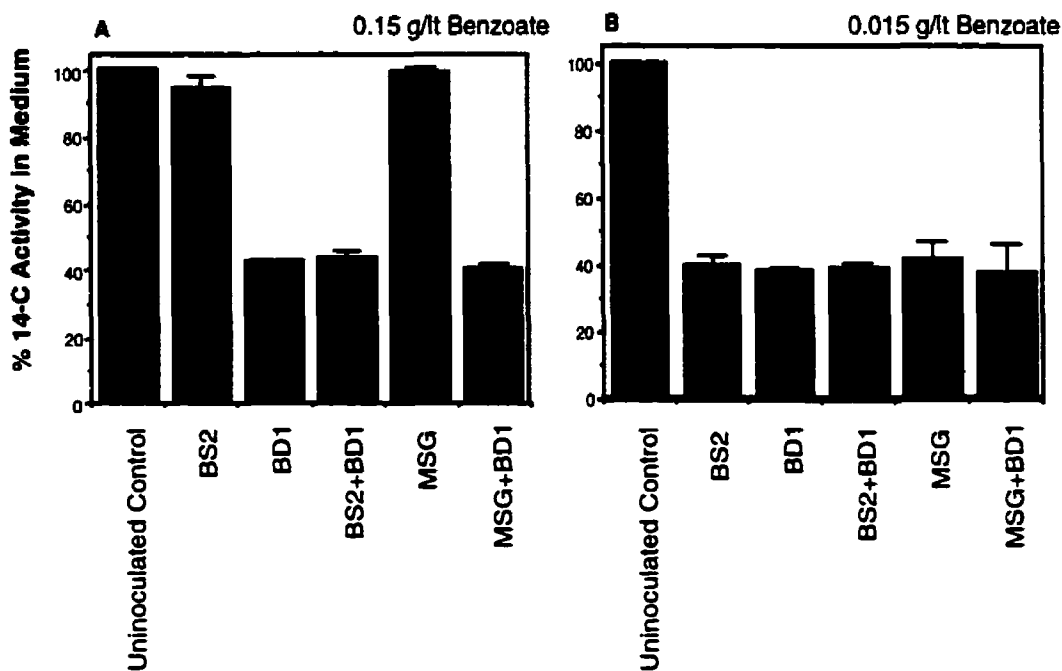 A
0.15 g/lt Benzoate
B
0.015 g/lt Benzoate
% 14-C Activity in Medium
100
80
60
40
20
0
100
80
60
40
20
0
Uninoculated Control
BS2
BD1
BS2+BD1
MSG
MSG+BD1
Uninoculated Control
BS2
BD1
BS2+BD1
MSG
MSG+BD1